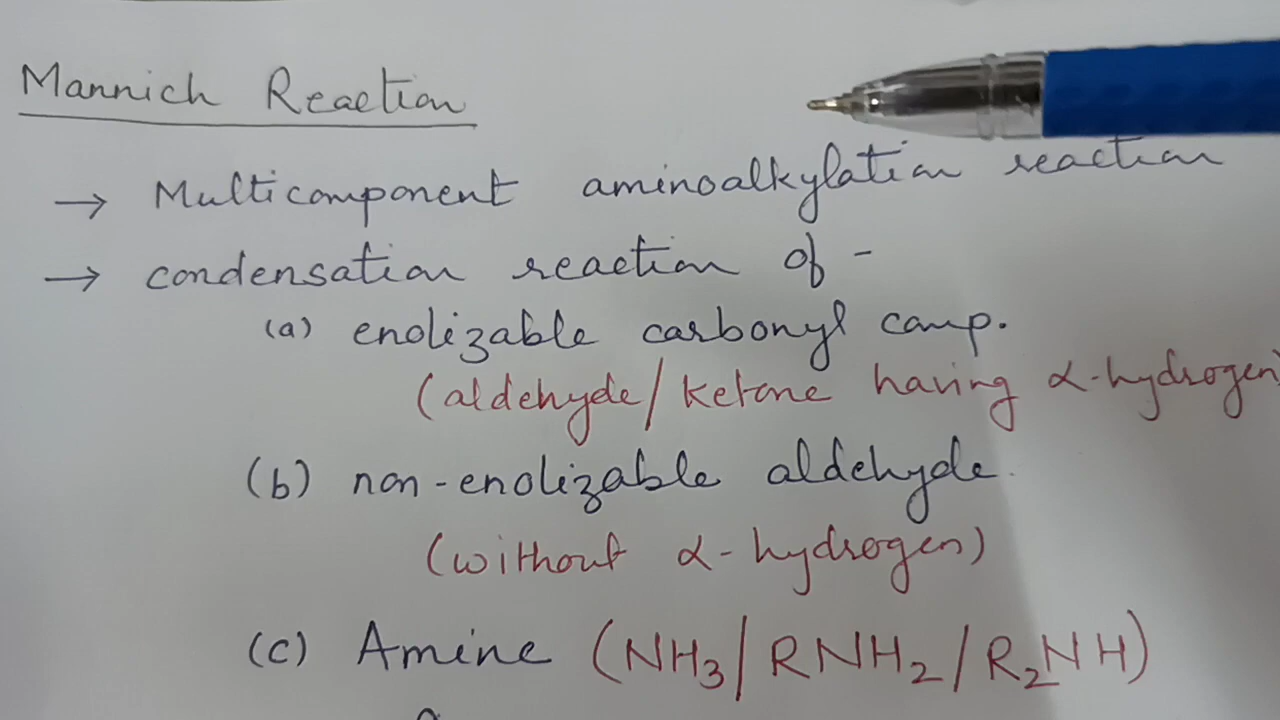 Mannich Reaction
→ Multicomponent aminoalkylation reaction
→ condensation reaction of -
(a) enolizable carbonyl comp.
(aldehyde/ketone having α-hydrogen)
(b) non-enolizable aldehyde.
(without α-hydrogen)
(c) Amine (NH₃/RNH₂/R₂NH)